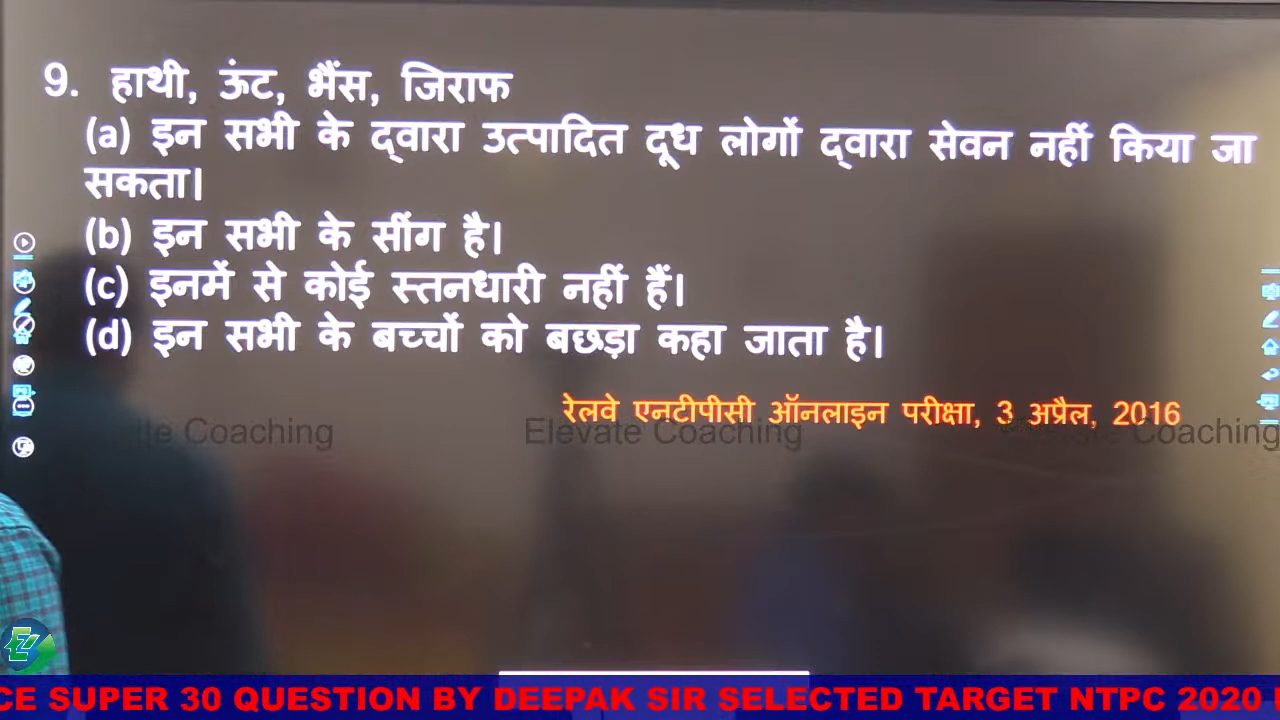 9. हाथी, ऊंट, भैंस, जिराफ
(a) इन सभी के द्वारा उत्पादित दूध लोगों द्वारा सेवन नहीं किया जा
सकता।
(b) इन सभी के सींग है।
(c) इनमें से कोई स्तनधारी नहीं हैं।
(d) इन सभी के बच्चों को बछड़ा कहा जाता है।
रेलवे एनटीपीसी ऑनलाइन परीक्षा, 3 अप्रैल, 2016
te Coaching Elevate Coaching Coaching
CE SUPER 30 QUESTION BY DEEPAK SIR SELECTED TARGET NTPC 2020